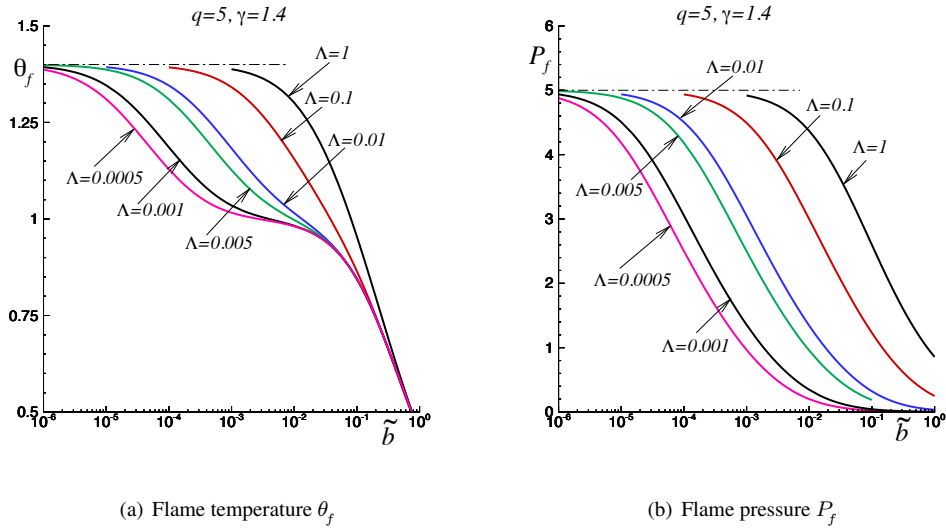 q=5, γ=1.4
1.5
θf
1.25
1
0.75
0.5
Λ=1
Λ=0.1
Λ=0.01
Λ=0.0005
Λ=0.001
Λ=0.005
10-6 10-5 10-4 10-3 10-2 10-1 100
b̃
(a) Flame temperature θf
q=5, γ=1.4
Pf
6
5
4
3
2
1
0
Λ=0.01
Λ=0.1
Λ=1
Λ=0.005
Λ=0.0005
Λ=0.001
10-6 10-5 10-4 10-3 10-2 10-1 100
b̃
(b) Flame pressure Pf